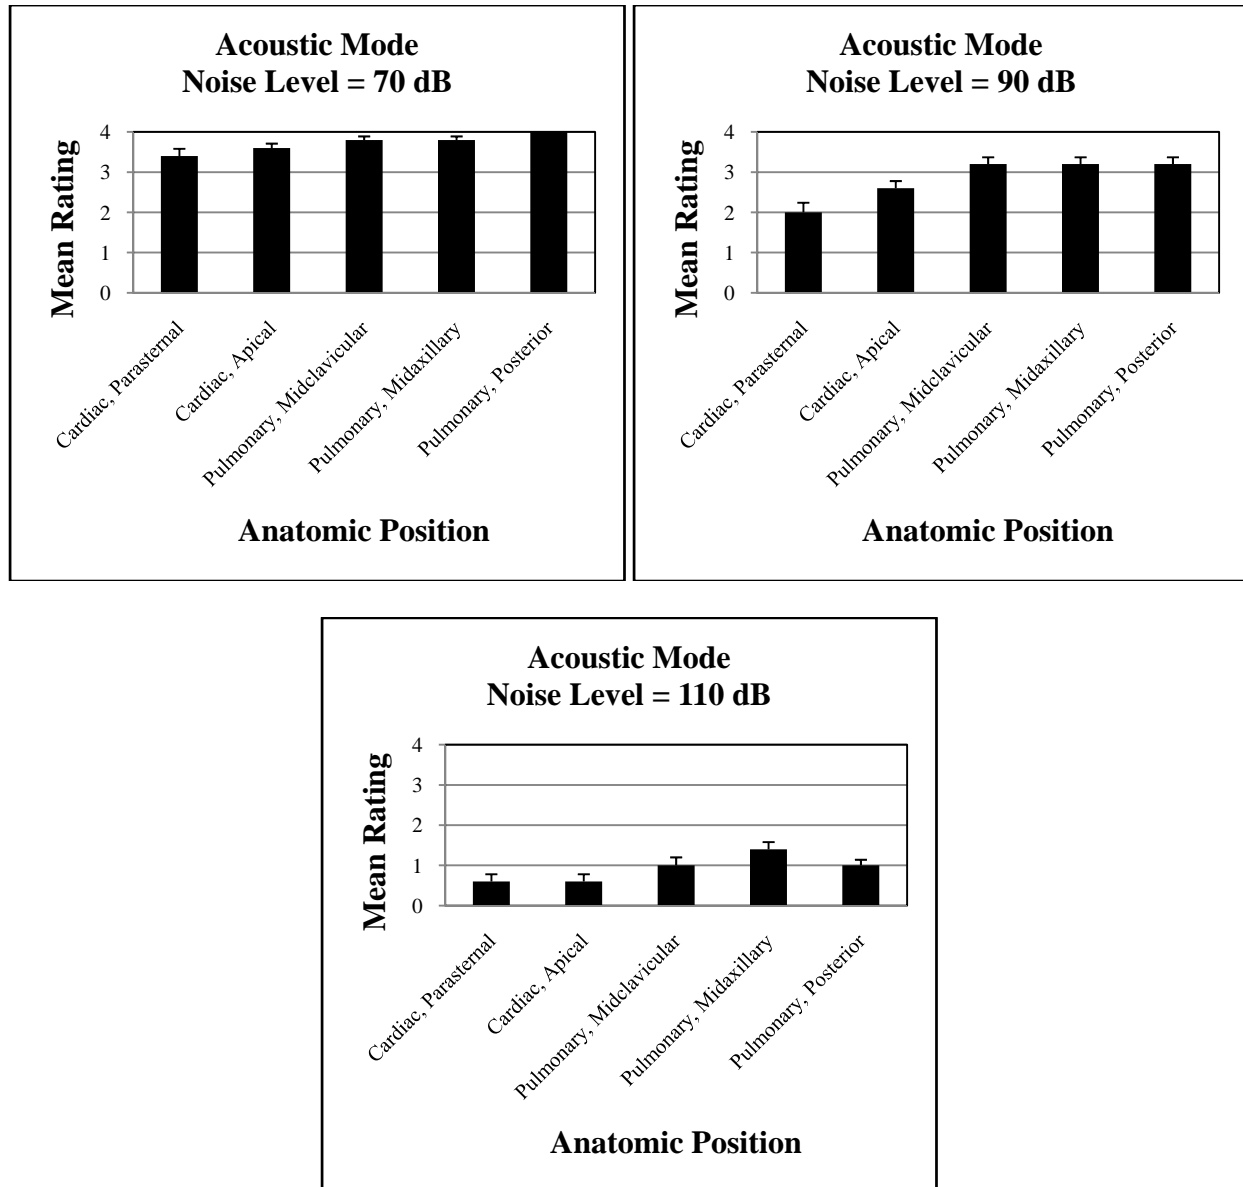 Acoustic Mode
Noise Level = 70 dB
Mean Rating
4
3
2
1
0
Cardiac, Parasternal
Cardiac, Apical
Pulmonary, Midclavicular
Pulmonary, Midaxillary
Pulmonary, Posterior
Anatomic Position
Acoustic Mode
Noise Level = 90 dB
Mean Rating
4
3
2
1
0
Cardiac, Parasternal
Cardiac, Apical
Pulmonary, Midclavicular
Pulmonary, Midaxillary
Pulmonary, Posterior
Anatomic Position
Acoustic Mode
Noise Level = 110 dB
Mean Rating
4
3
2
1
0
Cardiac, Parasternal
Cardiac, Apical
Pulmonary, Midclavicular
Pulmonary, Midaxillary
Pulmonary, Posterior
Anatomic Position